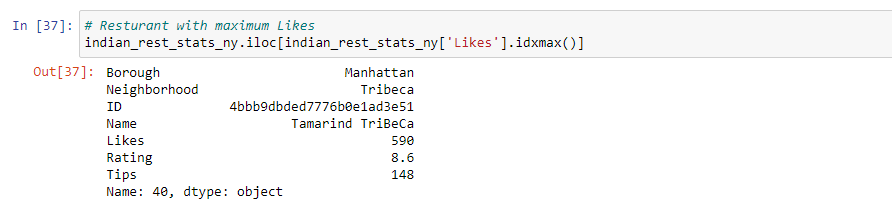 In [37]: # Resturant with maximum Likes
indian_rest_stats_ny.iloc[indian_rest_stats_ny['Likes'].idxmax()]
Out[37]: Borough Manhattan
Neighborhood Tribeca
ID 4bbb9dbded7776b0e1ad3e51
Name Tamarind TriBeCa
Likes 590
Rating 8.6
Tips 148
Name: 40, dtype: object